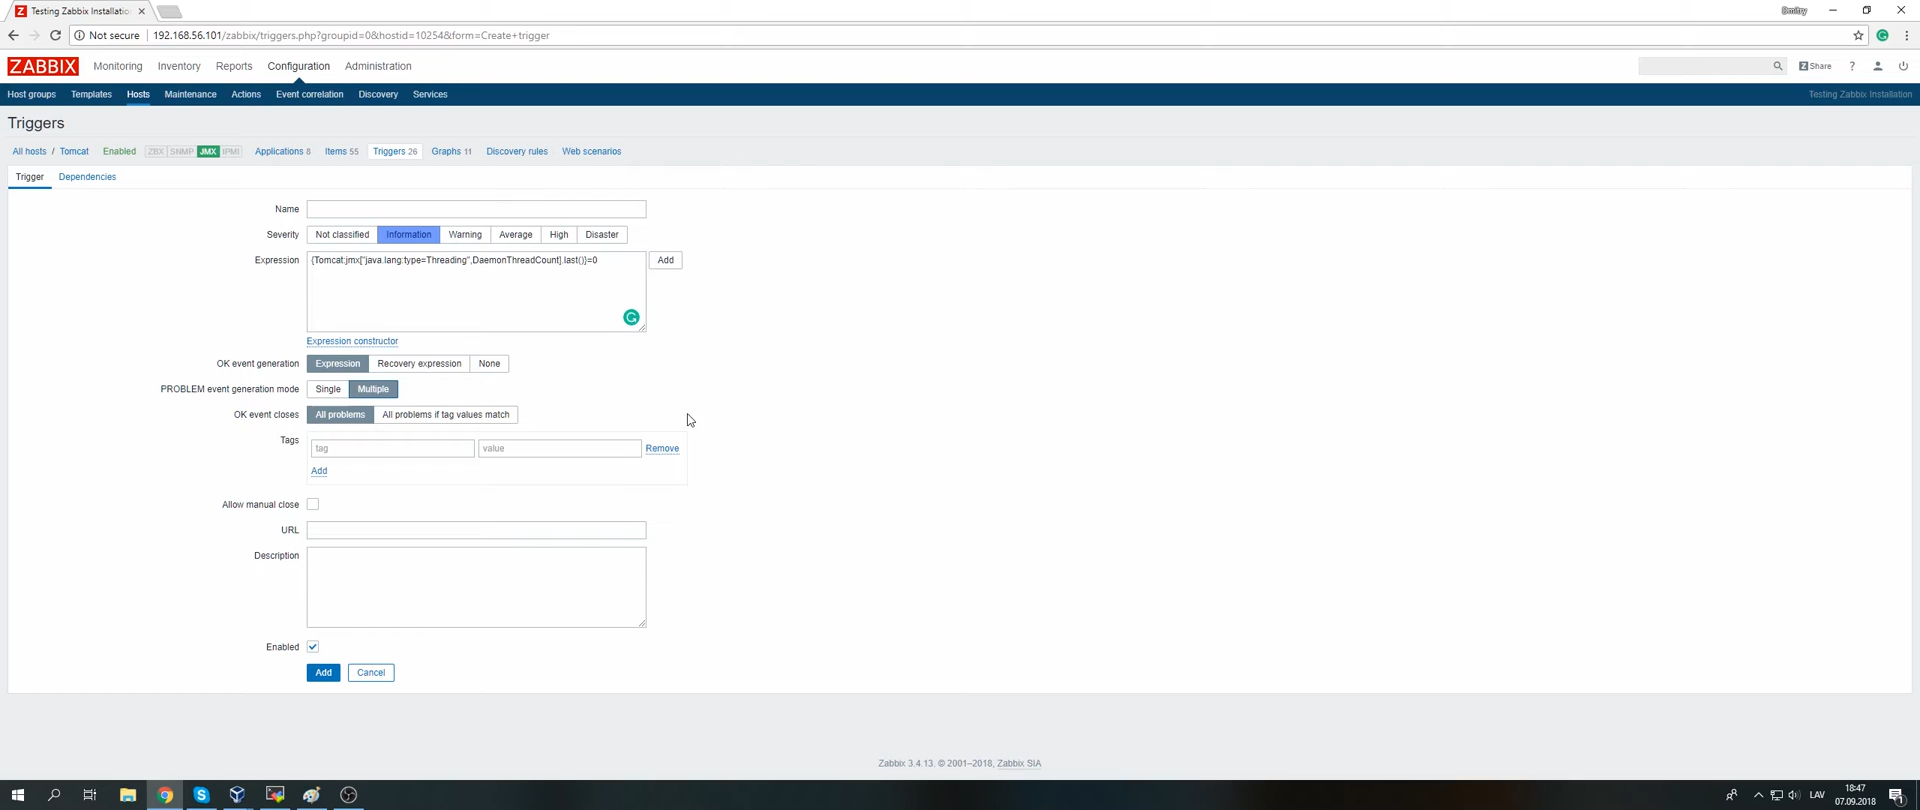 Testing Zabbix Installatio
Dmitry
Not secure
192.168.56.101/zabbix/triggers.php?groupid=0&hostid=10254&form=Create+trigger
ZABBIX
Monitoring Inventory Reports Configuration Administration
Z Share ?
Host groups Templates Hosts Maintenance Actions Event correlation Discovery Services
Testing Zabbix Installation
Triggers
All hosts / Tomcat Enabled ZBX SNMP JMX IPMI Applications 8 Items 55 Triggers 26 Graphs 11 Discovery rules Web scenarios
Trigger Dependencies
Name
Severity Not classified Information Warning Average High Disaster
Expression {Tomcat:jmx["java.lang:type=Threading",DaemonThreadCount].last()}=0 Add
Expression constructor
OK event generation Expression Recovery expression None
PROBLEM event generation mode Single Multiple
OK event closes All problems All problems if tag values match
Tags tag value Remove
Add
Allow manual close
URL
Description
Enabled
Add Cancel
Zabbix 3.4.13. © 2001–2018, Zabbix SIA
LAV
18:47
07.09.2018